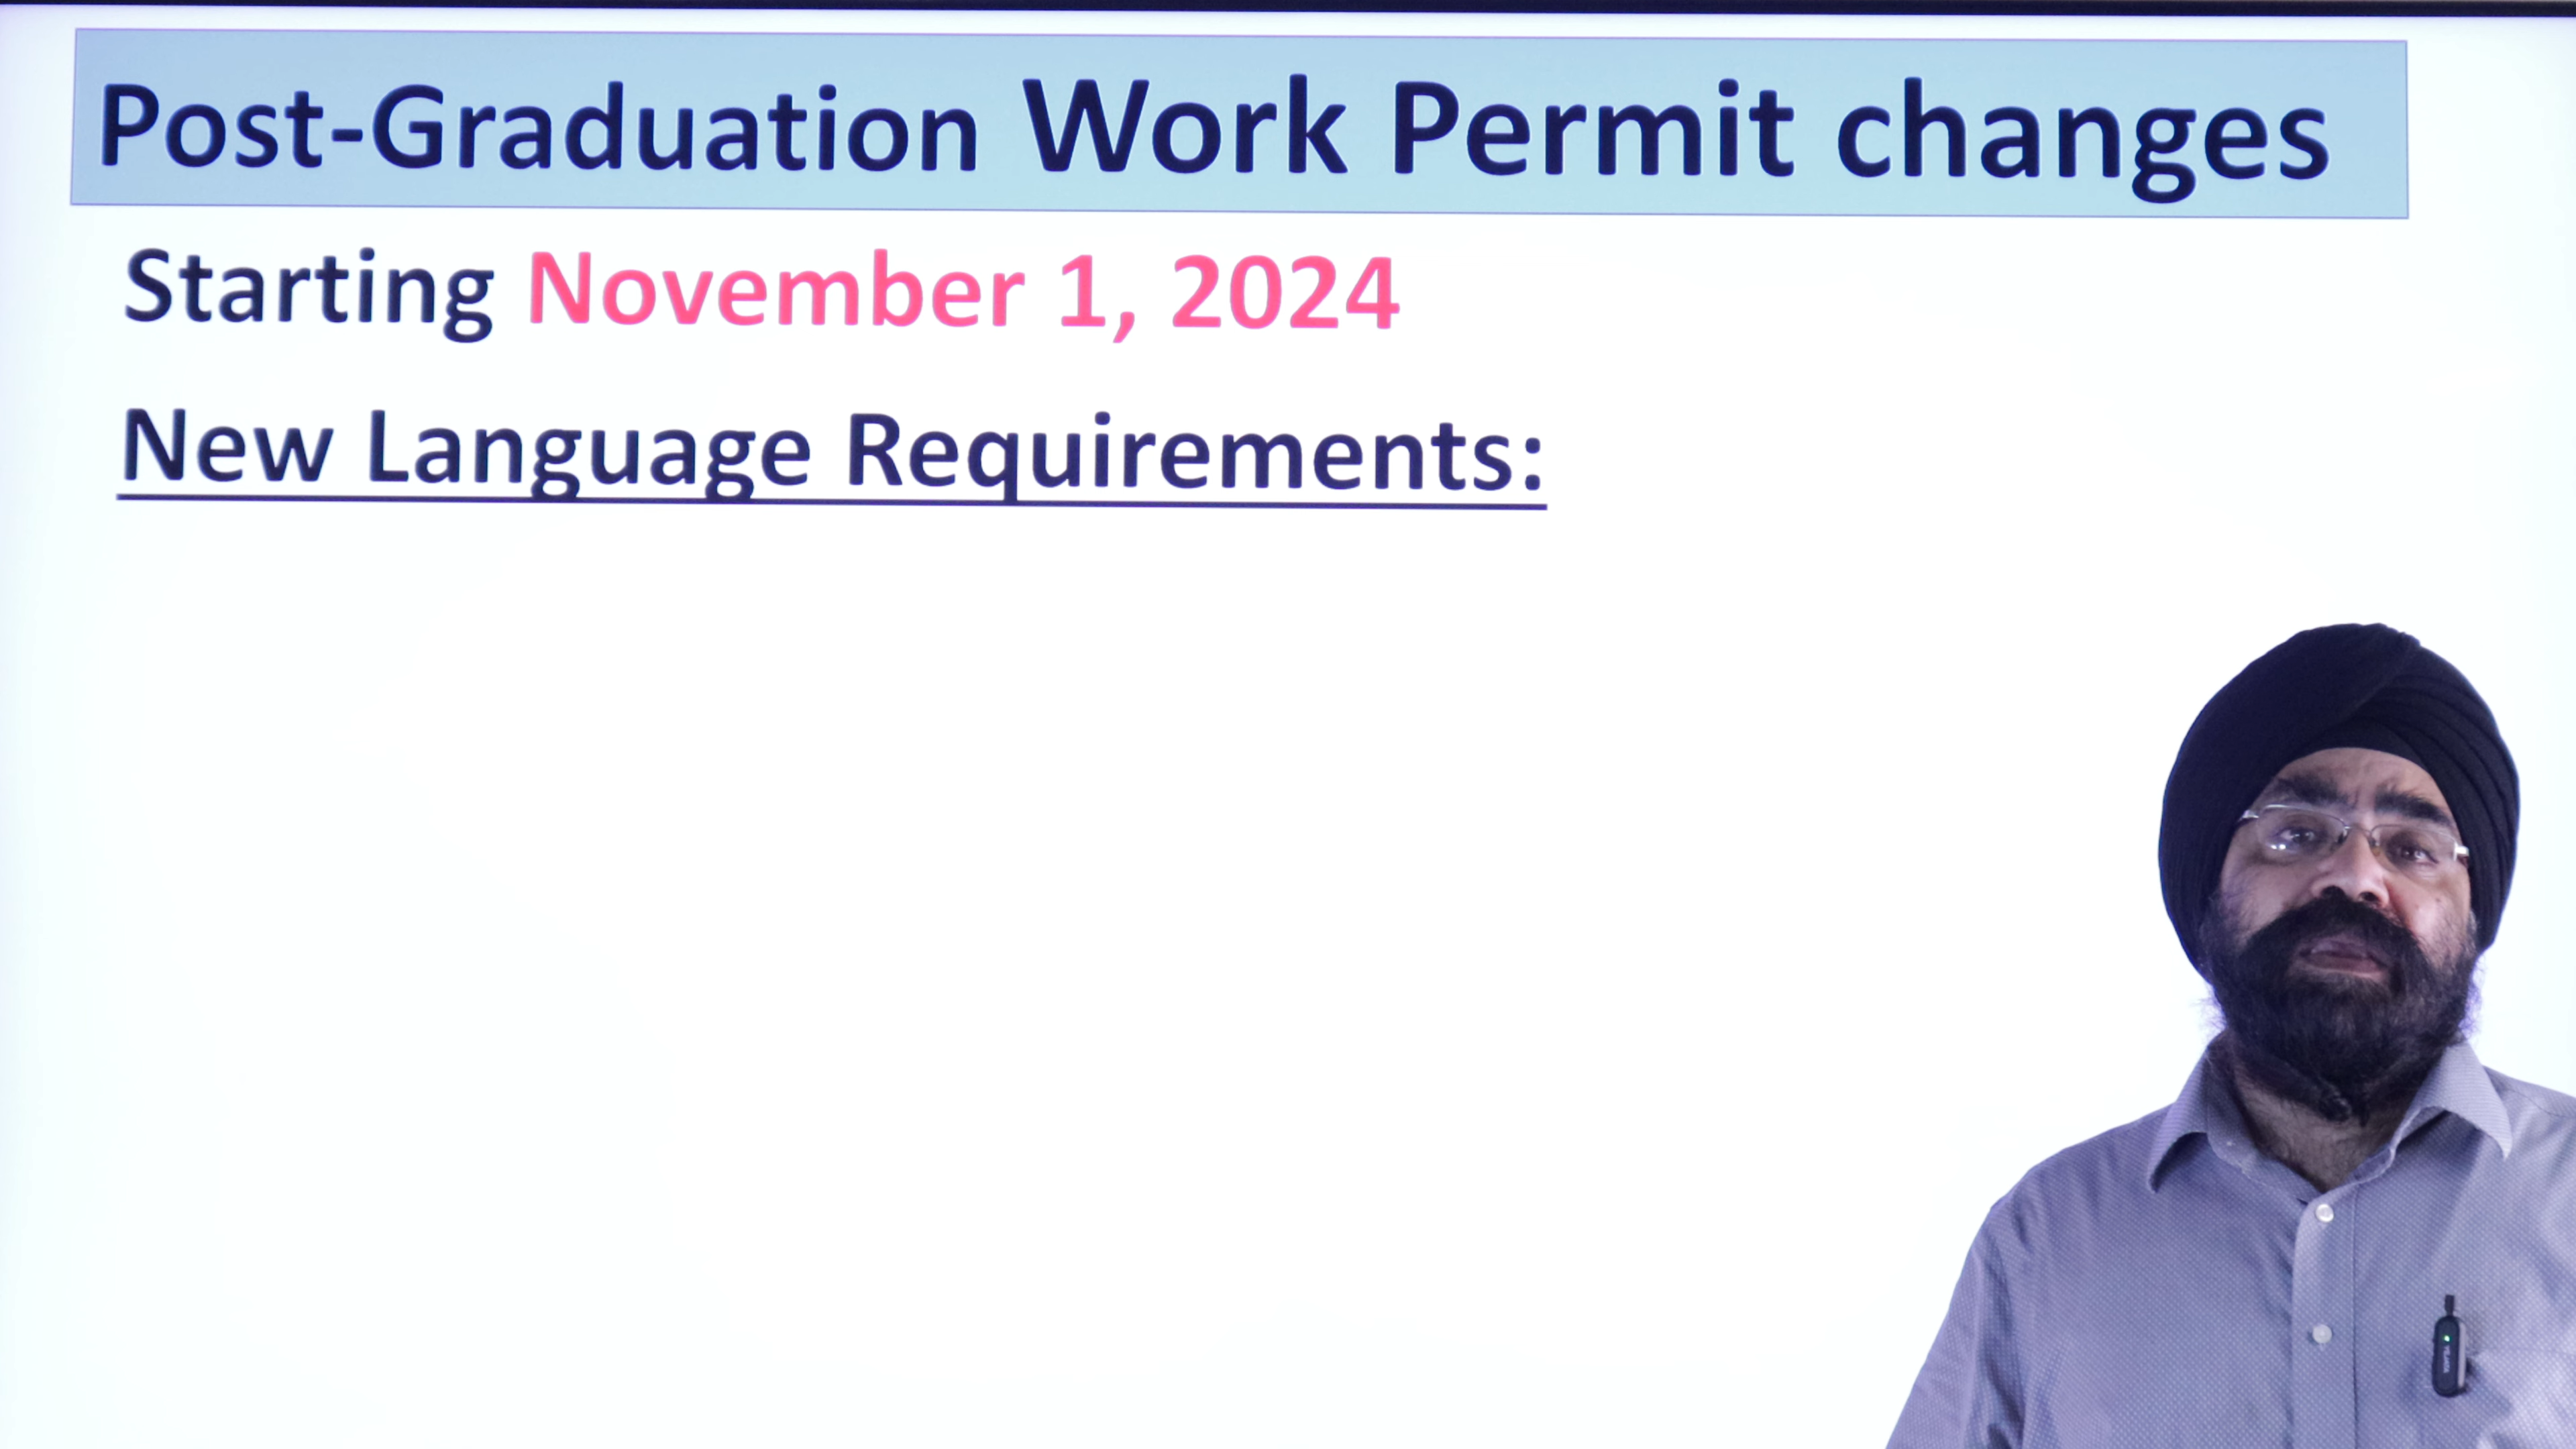 Post-Graduation Work Permit changes
Starting November 1, 2024
New Language Requirements: